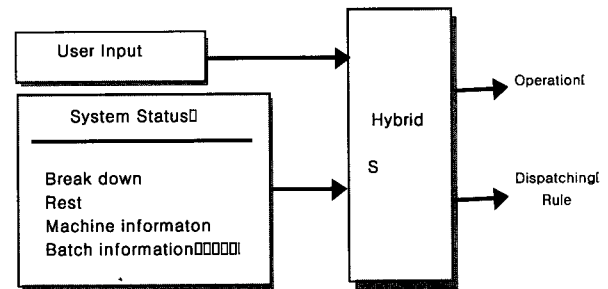 User Input
System Status
Break down
Rest
Machine informaton
Batch information
Hybrid
S
Operation
Dispatching
Rule